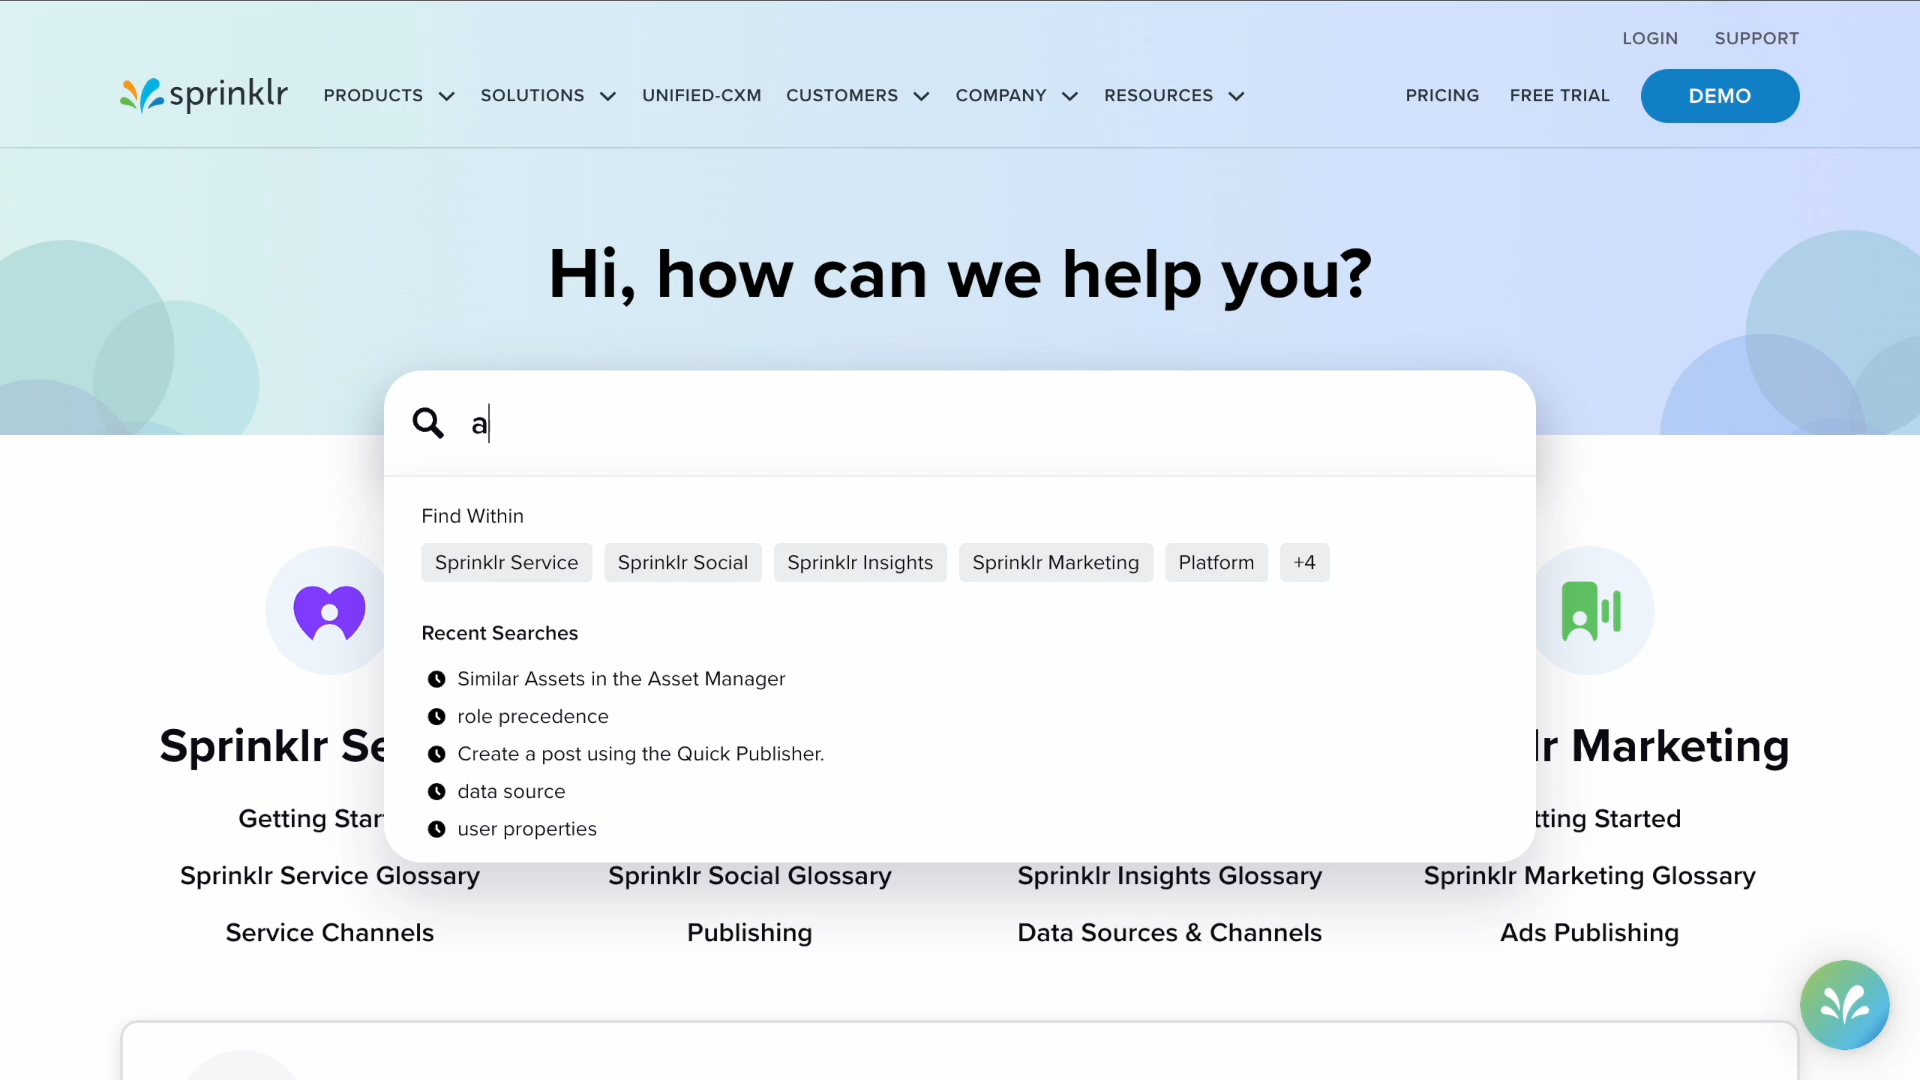 LOGIN SUPPORT
sprinklr PRODUCTS SOLUTIONS UNIFIED-CXM CUSTOMERS COMPANY RESOURCES PRICING FREE TRIAL DEMO
Hi, how can we help you?
a
Find Within
Sprinklr Service Sprinklr Social Sprinklr Insights Sprinklr Marketing Platform +4
Recent Searches
Similar Assets in the Asset Manager
role precedence
Create a post using the Quick Publisher.
data source
user properties
Sprinklr Se lr Marketing
Getting Star tting Started
Sprinklr Service Glossary Sprinklr Social Glossary Sprinklr Insights Glossary Sprinklr Marketing Glossary
Service Channels Publishing Data Sources & Channels Ads Publishing